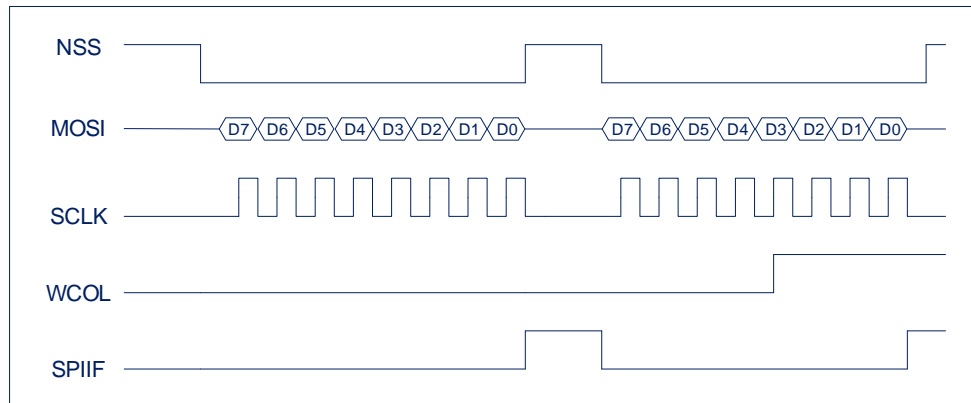 NSS
MOSI D7 D6 D5 D4 D3 D2 D1 D0 D7 D6 D5 D4 D3 D2 D1 D0
SCLK
WCOL
SPIIF